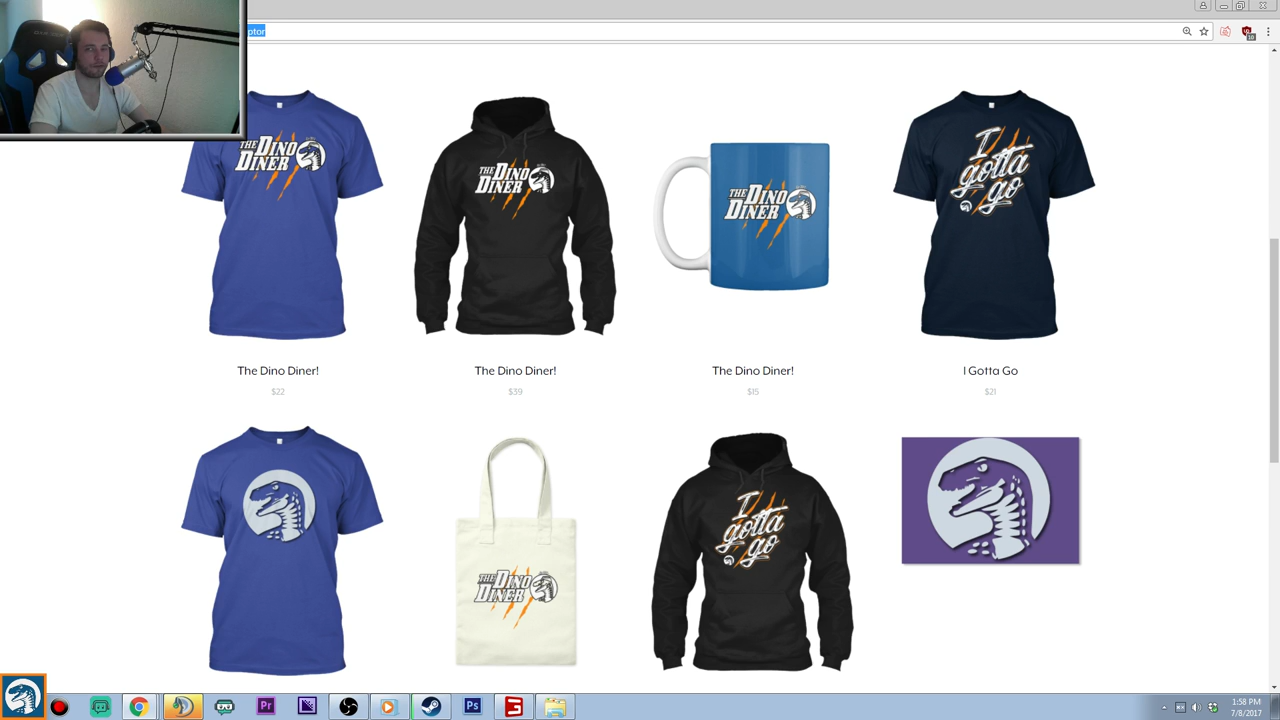 ptor
THE DINO
DINER
THE DINO
DINER
THE DINO
DINER
I
gotta
go
The Dino Diner!
The Dino Diner!
The Dino Diner!
I Gotta Go
$22
$39
$15
$21
THE DINO
DINER
I
gotta
go
Pr
Ps
1:58 PM
7/8/2017